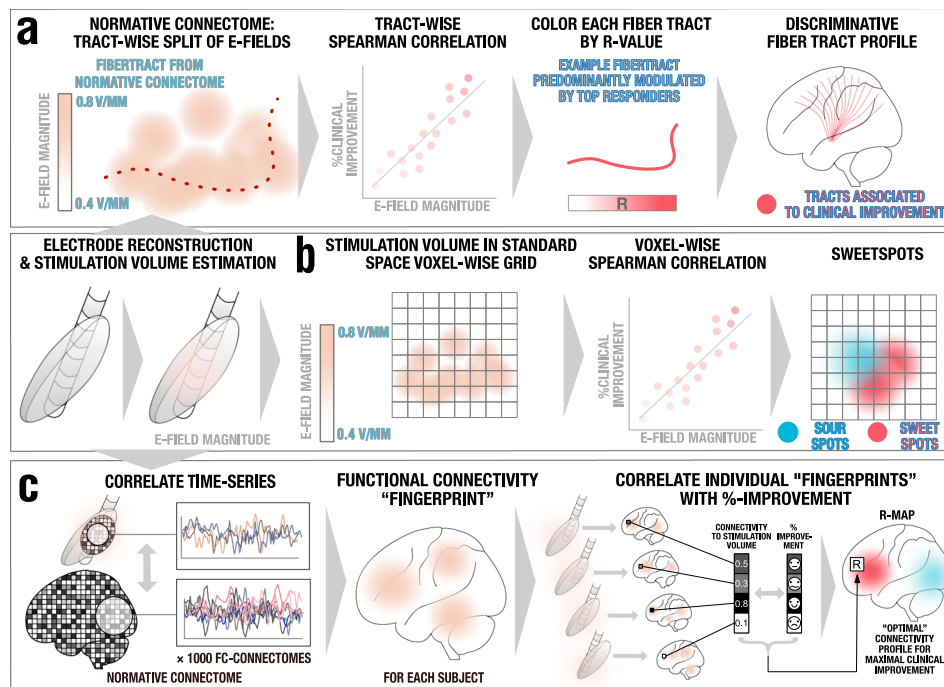 a
NORMATIVE CONNECTOME:
TRACT-WISE SPLIT OF E-FIELDS
FIBERTRACT FROM
NORMATIVE CONNECTOME
E-FIELD MAGNITUDE
0.8 V/MM
0.4 V/MM
TRACT-WISE
SPEARMAN CORRELATION
%CLINICAL
IMPROVEMENT
E-FIELD MAGNITUDE
COLOR EACH FIBER TRACT
BY R-VALUE
EXAMPLE FIBERTRACT
PREDOMINANTLY MODULATED
BY TOP RESPONDERS
R
DISCRIMINATIVE
FIBER TRACT PROFILE
TRACTS ASSOCIATED
TO CLINICAL IMPROVEMENT
ELECTRODE RECONSTRUCTION
& STIMULATION VOLUME ESTIMATION
E-FIELD MAGNITUDE
b
STIMULATION VOLUME IN STANDARD
SPACE VOXEL-WISE GRID
E-FIELD MAGNITUDE
0.8 V/MM
0.4 V/MM
VOXEL-WISE
SPEARMAN CORRELATION
%CLINICAL
IMPROVEMENT
E-FIELD MAGNITUDE
SWEETSPOTS
SOUR
SPOTS
SWEET
SPOTS
c
CORRELATE TIME-SERIES
× 1000 FC-CONNECTOMES
NORMATIVE CONNECTOME
FUNCTIONAL CONNECTIVITY
“FINGERPRINT”
FOR EACH SUBJECT
CORRELATE INDIVIDUAL "FINGERPRINTS"
WITH %-IMPROVEMENT
CONNECTIVITY
TO STIMULATION
VOLUME
%
IMPROVE-
MENT
0.5
0.3
0.8
0.1
R-MAP
R
"OPTIMAL"
CONNECTIVITY
PROFILE FOR
MAXIMAL CLINICAL
IMPROVEMENT